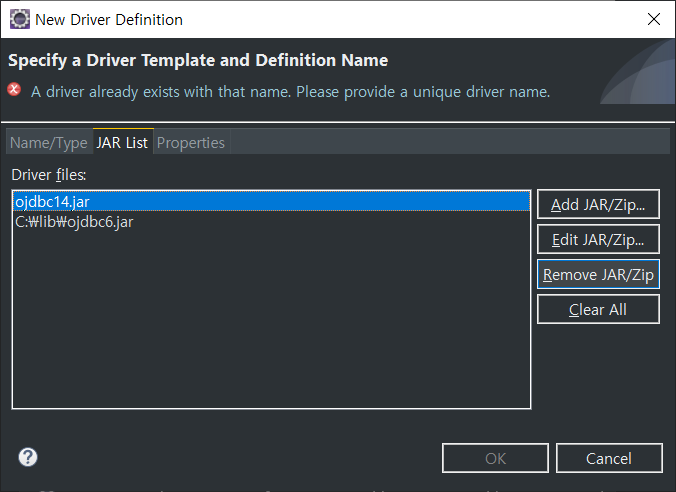 New Driver Definition
Specify a Driver Template and Definition Name
A driver already exists with that name. Please provide a unique driver name.
Name/Type JAR List Properties
Driver files:
ojdbc14.jar
C:₩lib₩ojdbc6.jar
Add JAR/Zip...
Edit JAR/Zip...
Remove JAR/Zip
Clear All
?
OK Cancel